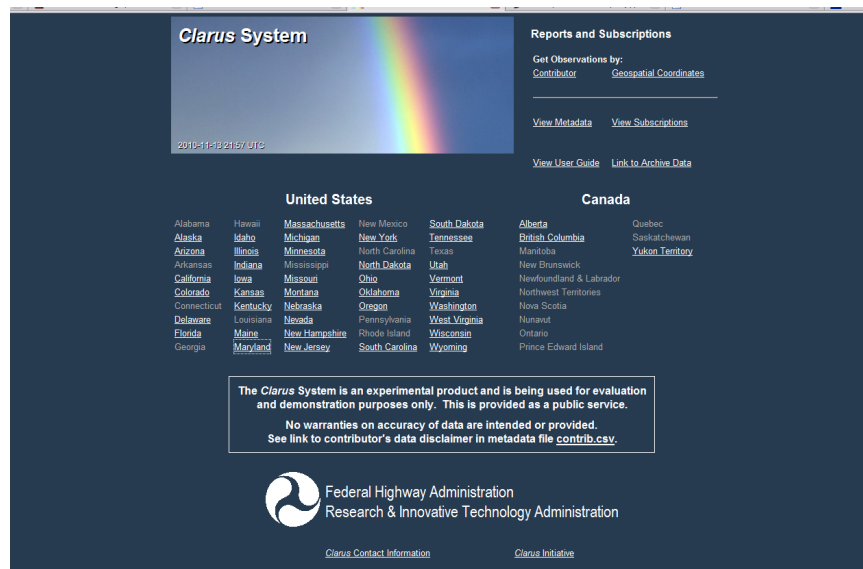 Clarus System
2010-11-13 21:57 UTC
Reports and Subscriptions
Get Observations by:
Contributor Geospatial Coordinates
View Metadata View Subscriptions
View User Guide Link to Archive Data
United States Canada
Alabama Hawaii Massachusetts New Mexico South Dakota Alberta Quebec
Alaska Idaho Michigan New York Tennessee British Columbia Saskatchewan
Arizona Illinois Minnesota North Carolina Texas Manitoba Yukon Territory
Arkansas Indiana Mississippi North Dakota Utah New Brunswick
California Iowa Missouri Ohio Vermont Newfoundland & Labrador
Colorado Kansas Montana Oklahoma Virginia Northwest Territories
Connecticut Kentucky Nebraska Oregon Washington Nova Scotia
Delaware Louisiana Nevada Pennsylvania West Virginia Nunavut
Florida Maine New Hampshire Rhode Island Wisconsin Ontario
Georgia Maryland New Jersey South Carolina Wyoming Prince Edward Island
The Clarus System is an experimental product and is being used for evaluation
and demonstration purposes only. This is provided as a public service.
No warranties on accuracy of data are intended or provided.
See link to contributor's data disclaimer in metadata file contrib.csv.
Federal Highway Administration
Research & Innovative Technology Administration
Clarus Contact Information Clarus Initiative